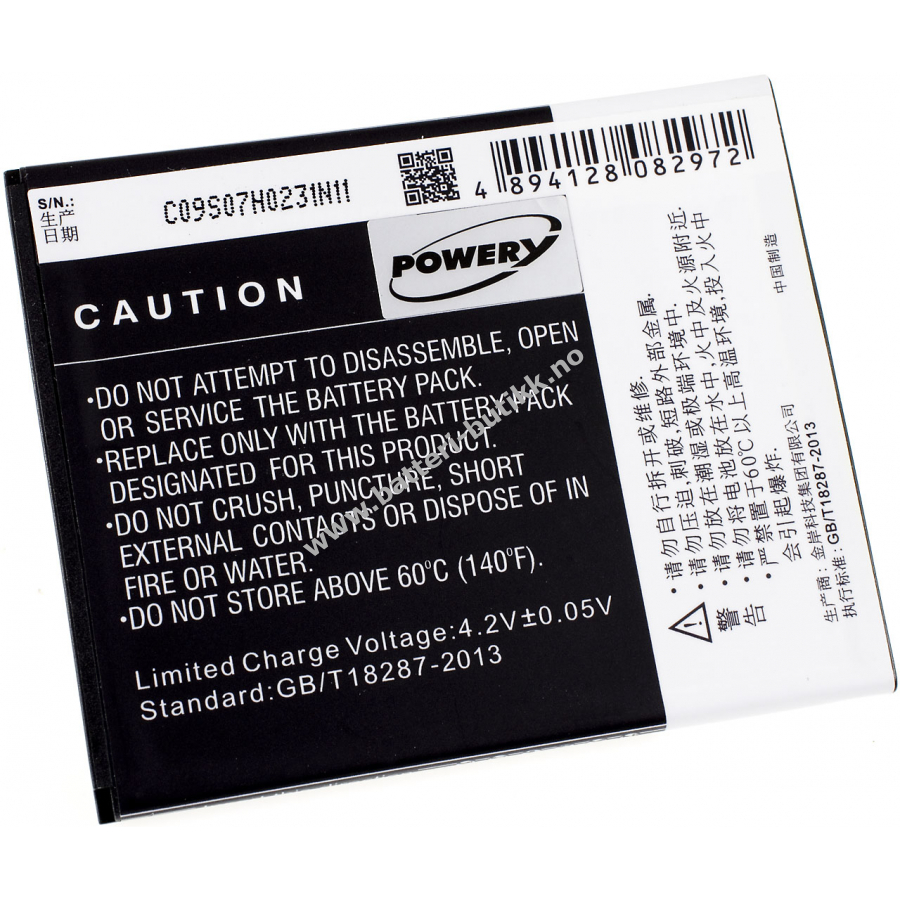 S/N.:
生产
日期
C09S07H0231N11
4 894128 082972
POWERY
CAUTION
•DO NOT ATTEMPT TO DISASSEMBLE, OPEN
OR SERVICE THE BATTERY PACK.
•REPLACE ONLY WITH THE BATTERY PACK
DESIGNATED FOR THIS PRODUCT.
•DO NOT CRUSH, PUNCTURE, SHORT
EXTERNAL CONTACTS OR DISPOSE OF
FIRE OR WATER.
•DO NOT STORE ABOVE 60°C (140°F).
Limited Charge Voltage:4.2V±0.05V
Standard:GB/T18287-2013
www.batteri-butikk.no
警告
•请勿自行拆开或维修.
•请勿压迫,刺破,短路外部金属.
•请勿放在潮湿或极端环境中.
•请勿将电池放在水中,火中及火源附近.
•严禁于60℃以上高温环境,投入火中
会引起爆炸.
生产商: 金岸科技集团有限公司
执行标准: GB/T18287-2013
中国制造